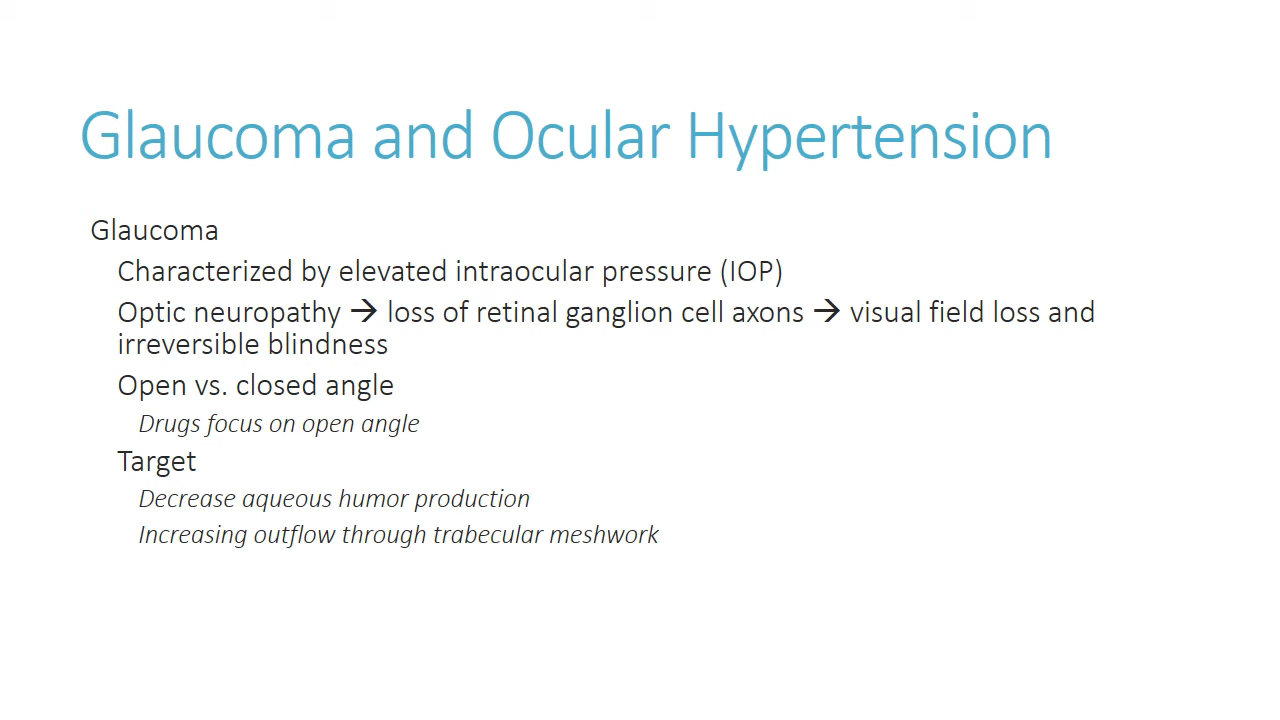 Glaucoma and Ocular Hypertension
Glaucoma
Characterized by elevated intraocular pressure (IOP)
Optic neuropathy → loss of retinal ganglion cell axons → visual field loss and
irreversible blindness
Open vs. closed angle
Drugs focus on open angle
Target
Decrease aqueous humor production
Increasing outflow through trabecular meshwork